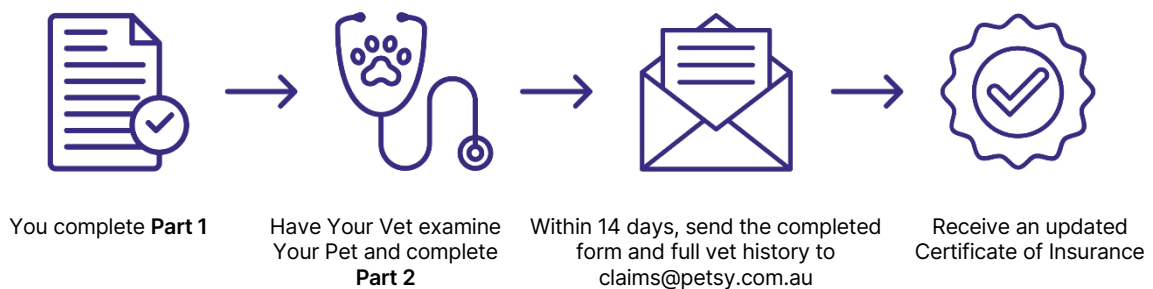 You complete Part 1
Have Your Vet examine
Your Pet and complete
Part 2
Within 14 days, send the completed
form and full vet history to
claims@petsy.com.au
Receive an updated
Certificate of Insurance